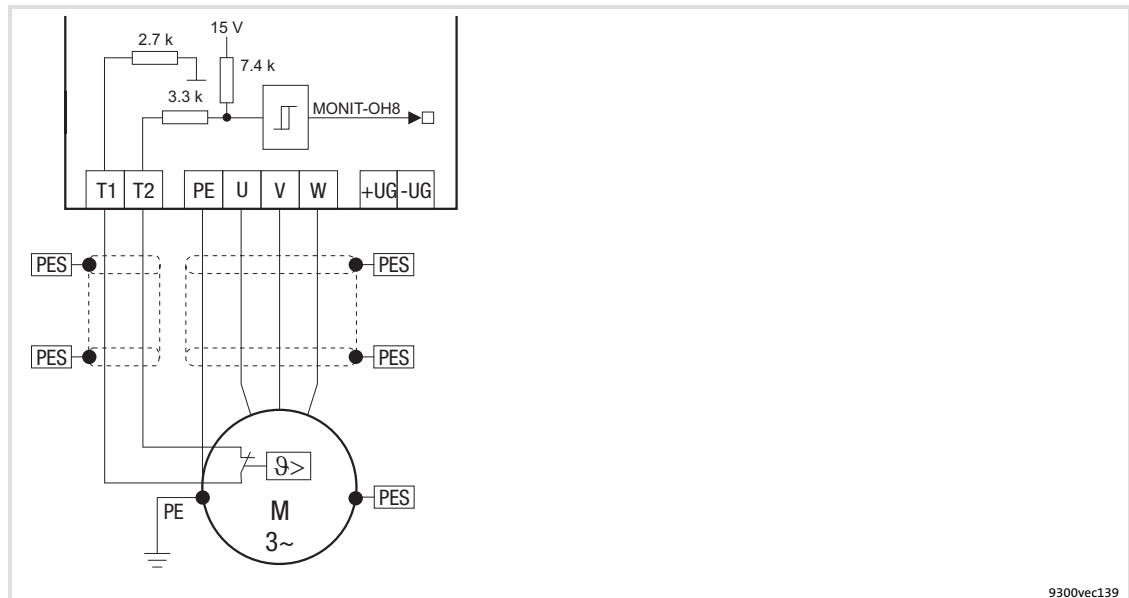 15 V
2.7 k
7.4 k
3.3 k
MONIT-OH8
T1 T2 PE U V W +UG -UG
PES PES
PES PES
ϑ>
PES
PE
M
3~
9300vec139